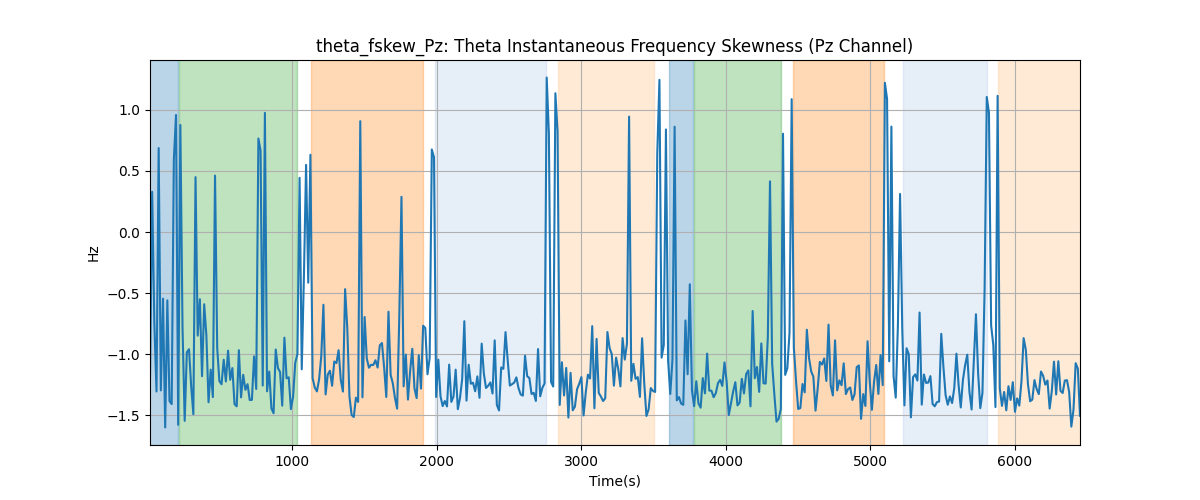 theta_fskew_Pz: Theta Instantaneous Frequency Skewness (Pz Channel)
1.0
0.5
0.0
−0.5
−1.0
−1.5
Hz
1000 2000 3000 4000 5000 6000
Time(s)